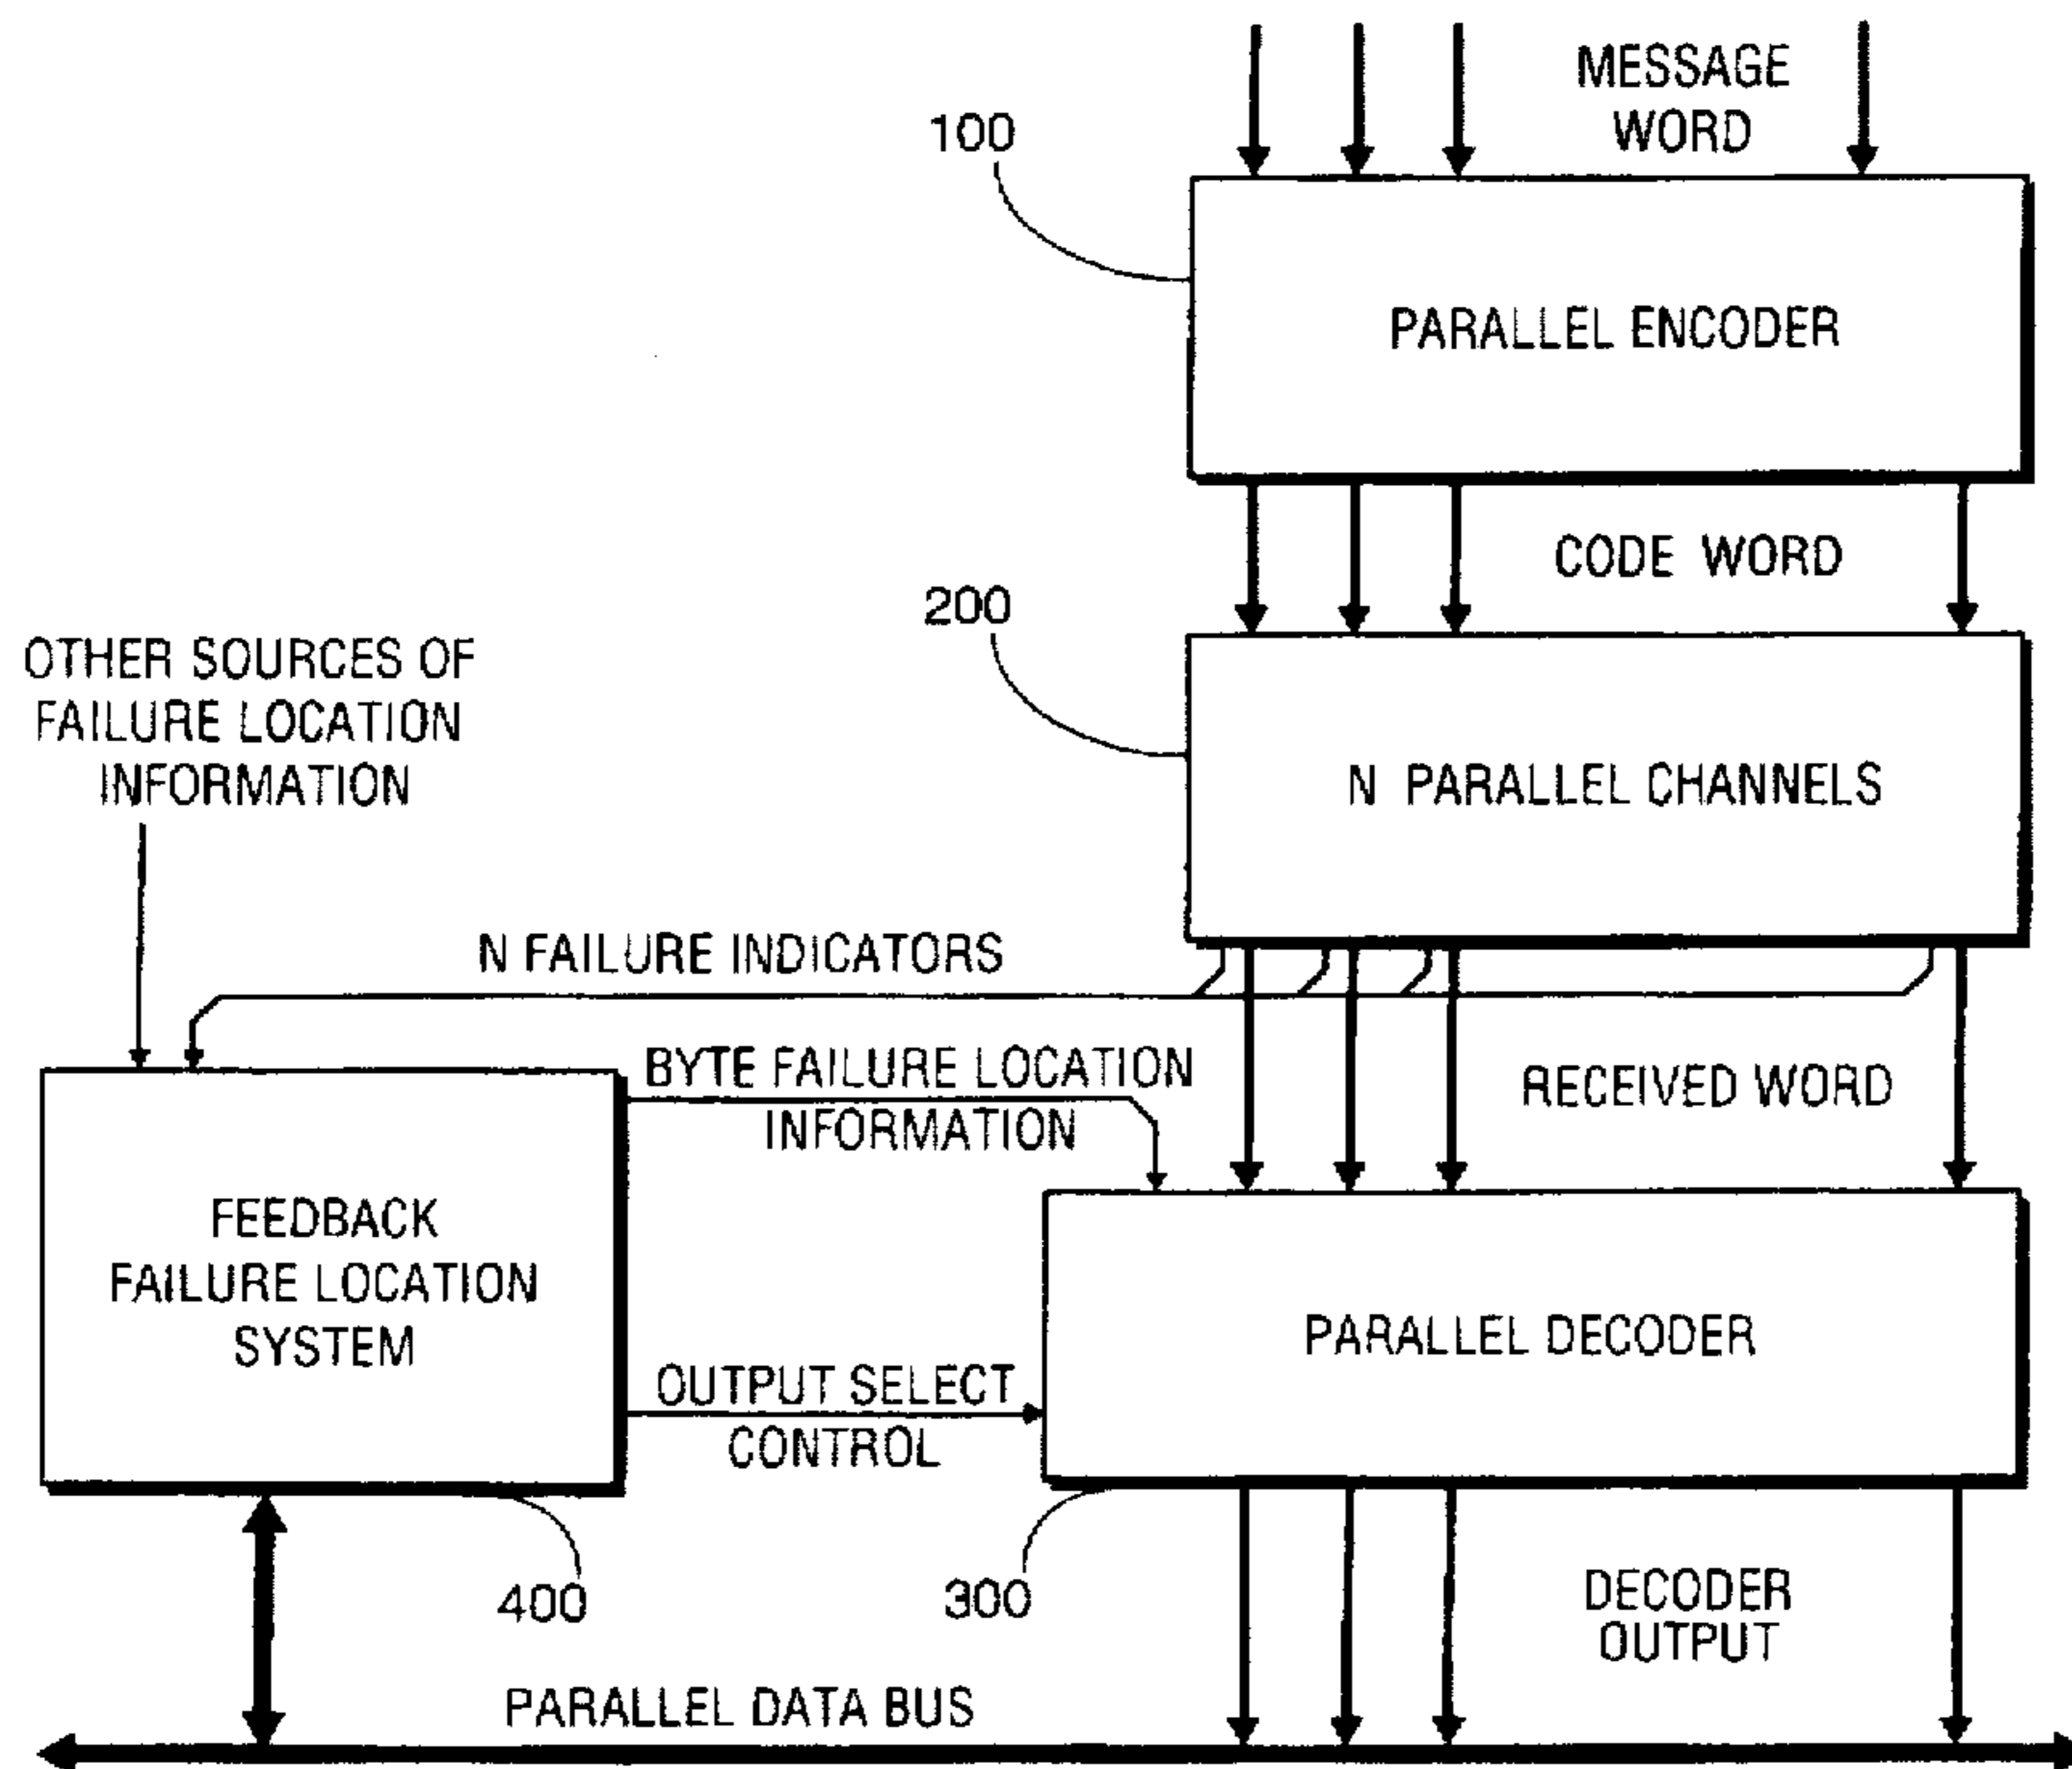 MESSAGE
WORD
100
PARALLEL ENCODER
CODE WORD
200
OTHER SOURCES OF
FAILURE LOCATION
INFORMATION
N PARALLEL CHANNELS
N FAILURE INDICATORS
BYTE FAILURE LOCATION
INFORMATION
RECEIVED WORD
FEEDBACK
FAILURE LOCATION
SYSTEM
PARALLEL DECODER
OUTPUT SELECT
CONTROL
400
300
DECODER
OUTPUT
PARALLEL DATA BUS